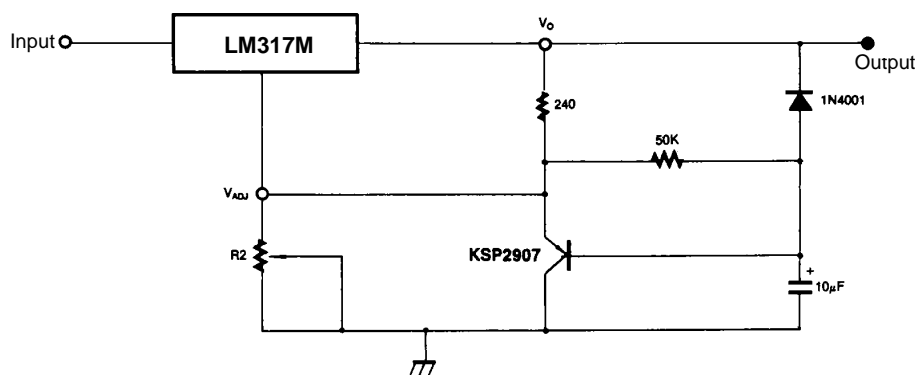 Input
LM317M
VO
Output
240
1N4001
50K
VADJ
R2
KSP2907
+
10μF